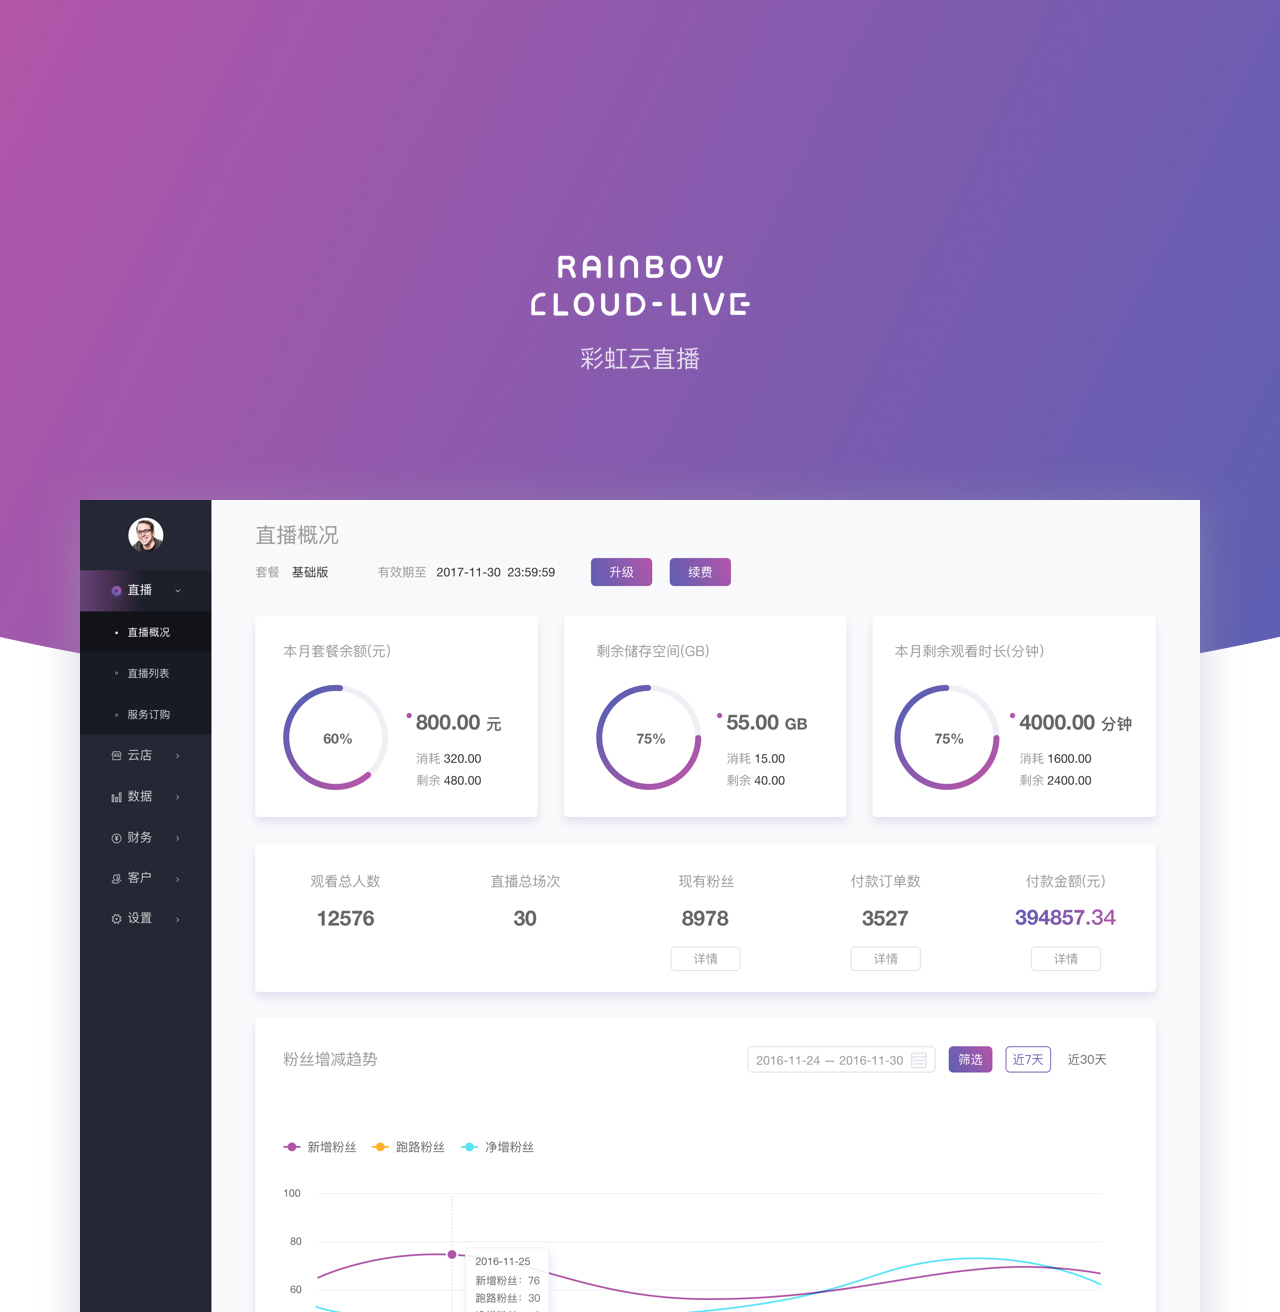 RAINBOW
CLOUD-LIVE
彩虹云直播
直播
直播概况
直播列表
服务订购
云店
数据
财务
客户
设置
直播概况
套餐 基础版 有效期至 2017-11-30 23:59:59 升级 续费
本月套餐余额(元)
60%
800.00 元
消耗 320.00
剩余 480.00
剩余储存空间(GB)
75%
55.00 GB
消耗 15.00
剩余 40.00
本月剩余观看时长(分钟)
75%
4000.00 分钟
消耗 1600.00
剩余 2400.00
观看总人数 直播总场次 现有粉丝 付款订单数 付款金额(元)
12576 30 8978 3527 394857.34
详情 详情 详情
粉丝增减趋势 2016-11-24 — 2016-11-30 筛选 近7天 近30天
新增粉丝 跑路粉丝 净增粉丝
100
80
60
2016-11-25
新增粉丝：76
跑路粉丝：30